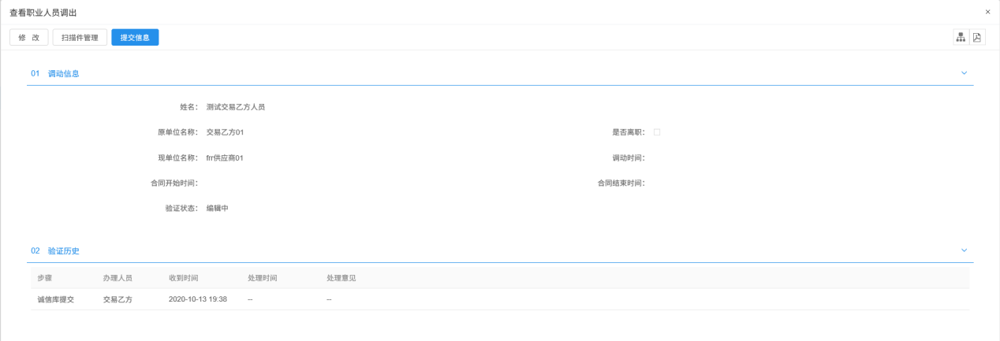 查看职业人员调出
×
修 改 扫描件管理 提交信息
01 调动信息
姓名： 测试交易乙方人员
原单位名称： 交易乙方01 是否离职：
现单位名称： frr供应商01 调动时间：
合同开始时间： 合同结束时间：
验证状态： 编辑中
02 验证历史
步骤 办理人员 收到时间 处理时间 处理意见
诚信库提交 交易乙方 2020-10-13 19:38 -- --